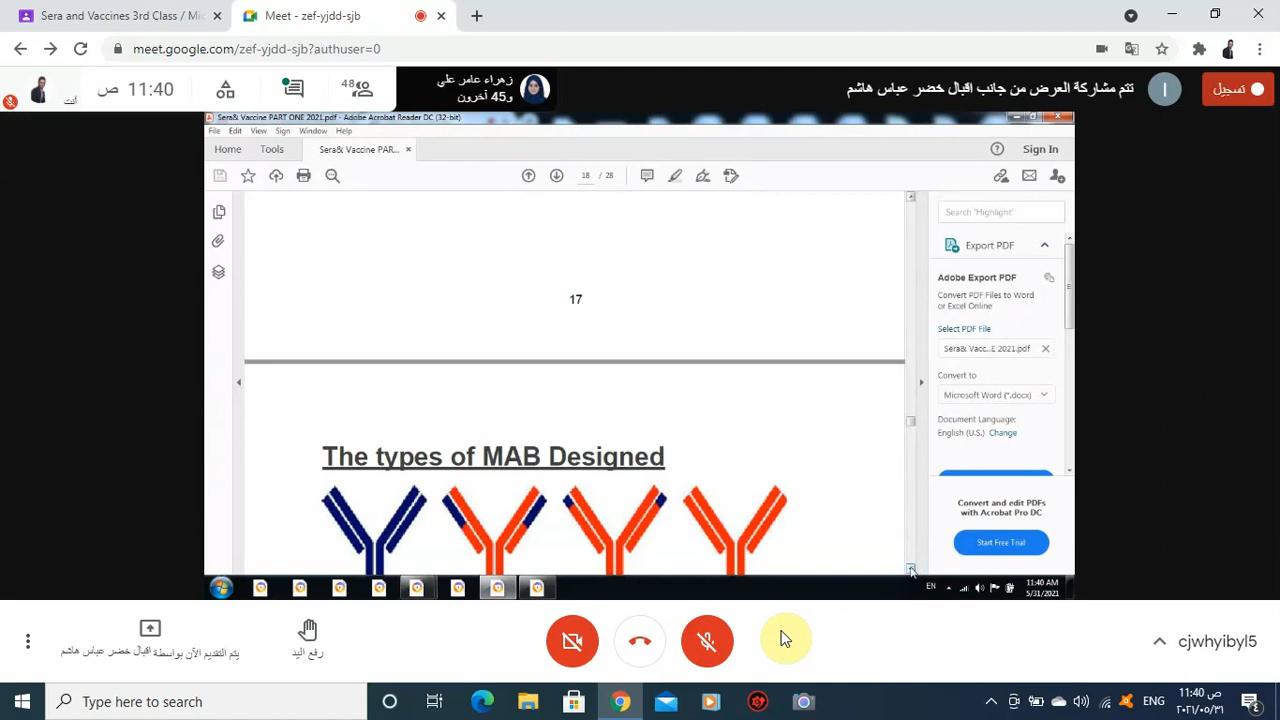 Sera and Vaccines 3rd Class / Mic
Meet - zef-yjdd-sjb
meet.google.com/zef-yjdd-sjb?authuser=0
أنت
11:40 ص
48
زهراء عامر علي
و45 آخرون
تتم مشاركة العرض من جانب اقبال خضر عباس هاشم
ا
تسجيل
Sera& Vaccine PART ONE 2021.pdf - Adobe Acrobat Reader DC (32-bit)
File Edit View Sign Window Help
Home Tools Sera& Vaccine PAR... Sign In
18 / 28
Search 'Highlight'
Export PDF
Adobe Export PDF
Convert PDF Files to Word
or Excel Online
Select PDF File
Sera& Vacc...E 2021.pdf
Convert to
Microsoft Word (*.docx)
Document Language:
English (U.S.) Change
Convert and edit PDFs
with Acrobat Pro DC
Start Free Trial
17
The types of MAB Designed
EN
11:40 AM
5/31/2021
يتم التقديم الآن بواسطة اقبال خضر عباس هاشم
رفع اليد
cjwhyibyl5
Type here to search
ENG
11:40 ص
٢٠٢١/٠٥/٣١